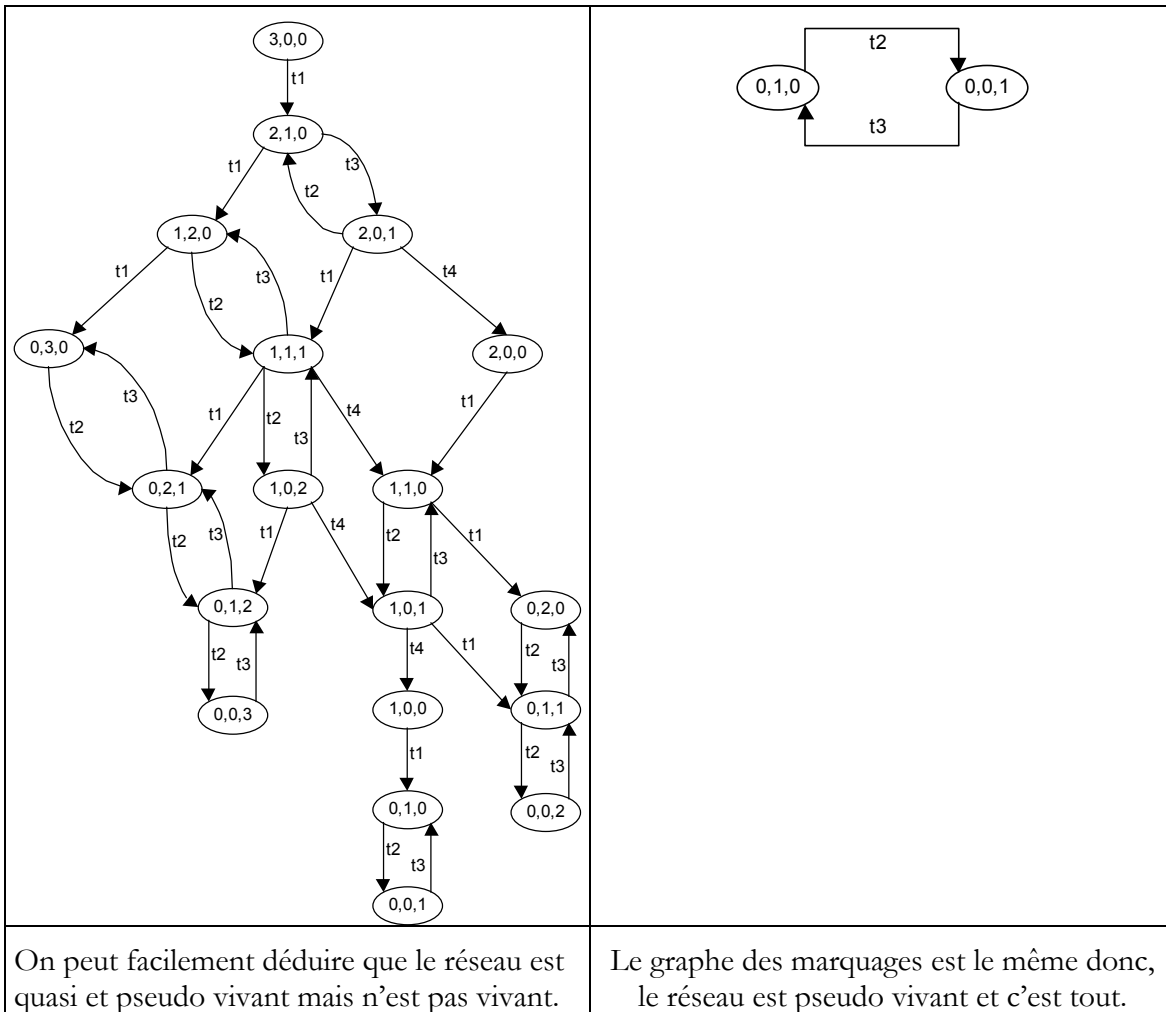 3,0,0
t1
2,1,0
t1
t3
t2
1,2,0
2,0,1
t1
t3
t1
t4
t2
0,3,0
1,1,1
2,0,0
t3
t1
t2
t4
t1
t2
t3
0,2,1
1,0,2
1,1,0
t2
t3
t1
t4
t2
t1
t3
0,1,2
1,0,1
0,2,0
t2
t3
t4
t1
t2
t3
0,0,3
1,0,0
0,1,1
t1
t2
t3
0,1,0
0,0,2
t2
t3
0,0,1
On peut facilement déduire que le réseau est
quasi et pseudo vivant mais n'est pas vivant.
t2
0,1,0
0,0,1
t3
Le graphe des marquages est le même donc,
le réseau est pseudo vivant et c'est tout.